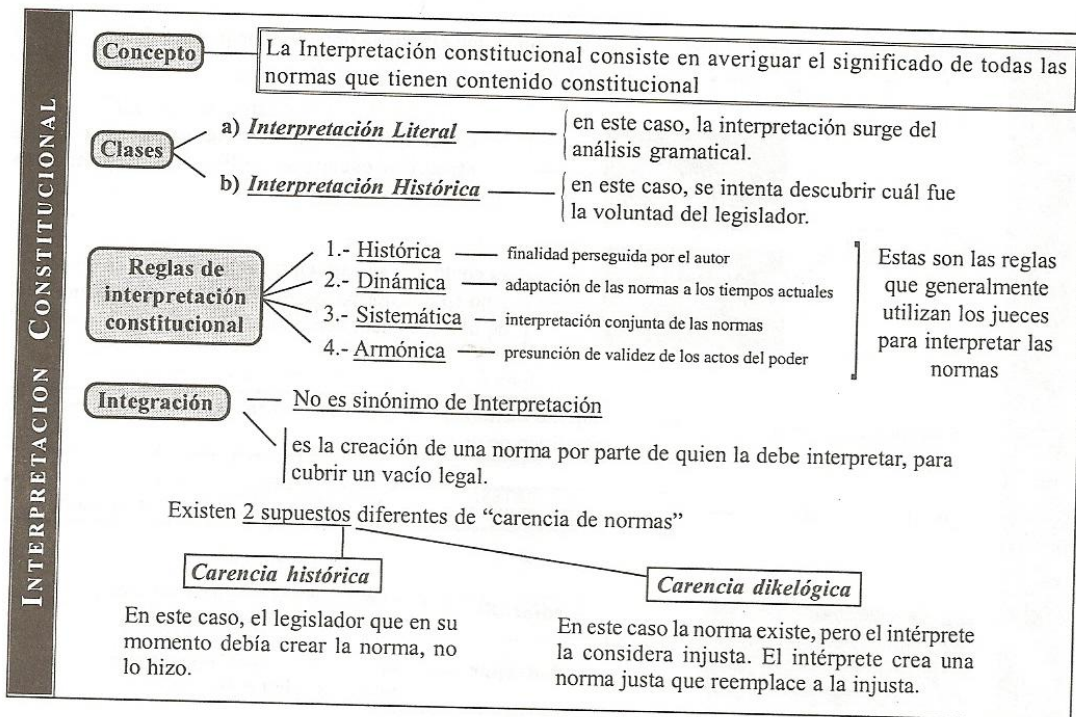 INTERPRETACION CONSTITUCIONAL
Concepto
La Interpretación constitucional consiste en averiguar el significado de todas las
normas que tienen contenido constitucional
Clases
a) Interpretación Literal
en este caso, la interpretación surge del
análisis gramatical.
b) Interpretación Histórica
en este caso, se intenta descubrir cuál fue
la voluntad del legislador.
Reglas de
interpretación
constitucional
1.- Histórica
finalidad perseguida por el autor
2.- Dinámica
adaptación de las normas a los tiempos actuales
3.- Sistemática
interpretación conjunta de las normas
4.- Armónica
presunción de validez de los actos del poder
Estas son las reglas
que generalmente
utilizan los jueces
para interpretar las
normas
Integración
No es sinónimo de Interpretación
es la creación de una norma por parte de quien la debe interpretar, para
cubrir un vacío legal.
Existen 2 supuestos diferentes de “carencia de normas”
Carencia histórica
En este caso, el legislador que en su
momento debía crear la norma, no
lo hizo.
Carencia dikelógica
En este caso la norma existe, pero el intérprete
la considera injusta. El intérprete crea una
norma justa que reemplace a la injusta.